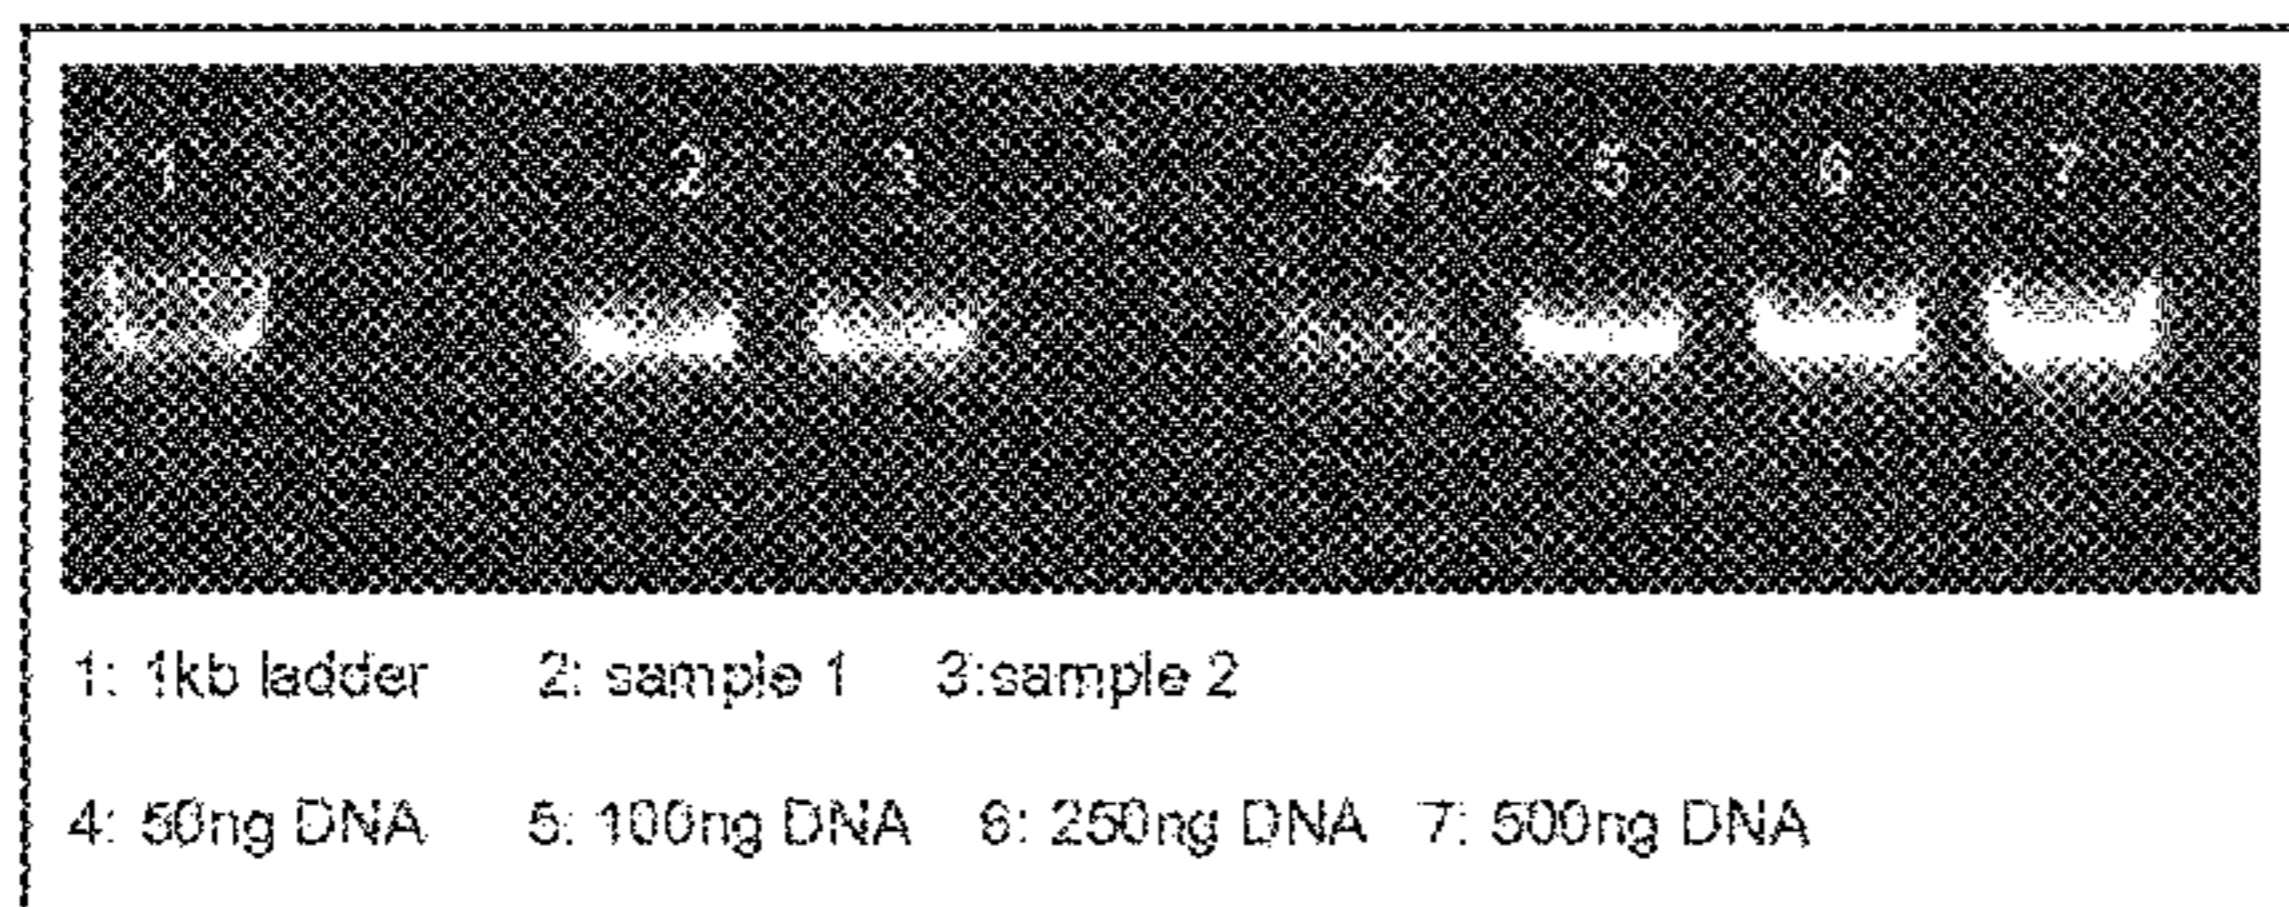 1 2 3 4 5 6 7
1: 1kb ladder 2: sample 1 3:sample 2
4: 50ng DNA 5: 100ng DNA 6: 250ng DNA 7: 500ng DNA